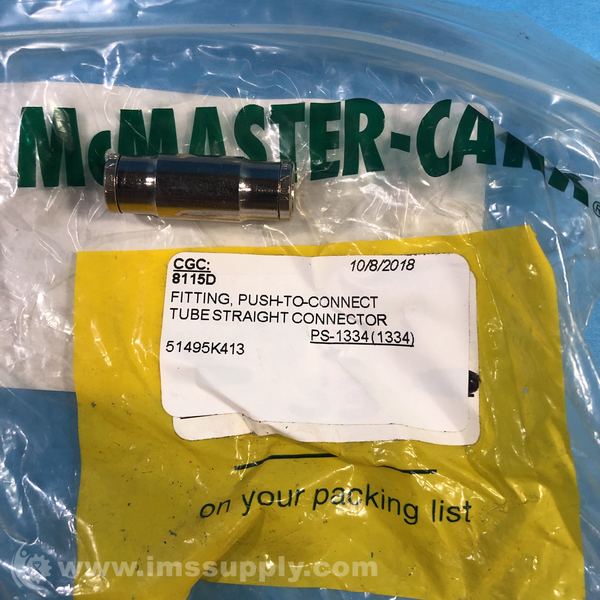 McMASTER-CARR®
CGC: 10/8/2018
8115D
FITTING, PUSH-TO-CONNECT
TUBE STRAIGHT CONNECTOR
PS-1334 (1334)
51495K413
on your packing list
www.imssupply.com